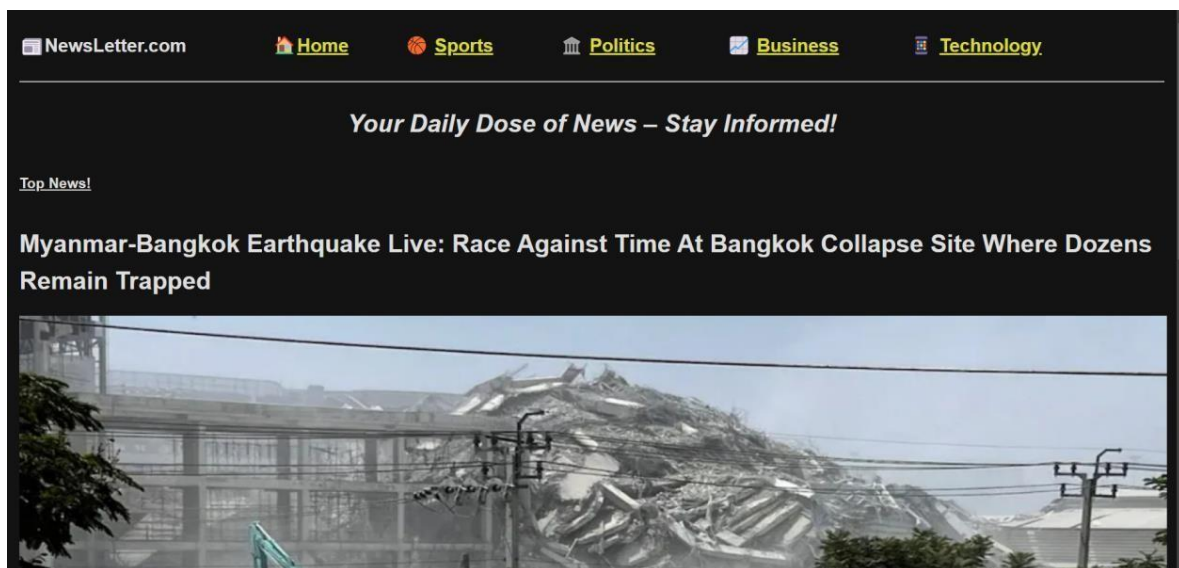 NewsLetter.com Home Sports Politics Business Technology
Your Daily Dose of News – Stay Informed!
Top News!
Myanmar-Bangkok Earthquake Live: Race Against Time At Bangkok Collapse Site Where Dozens
Remain Trapped